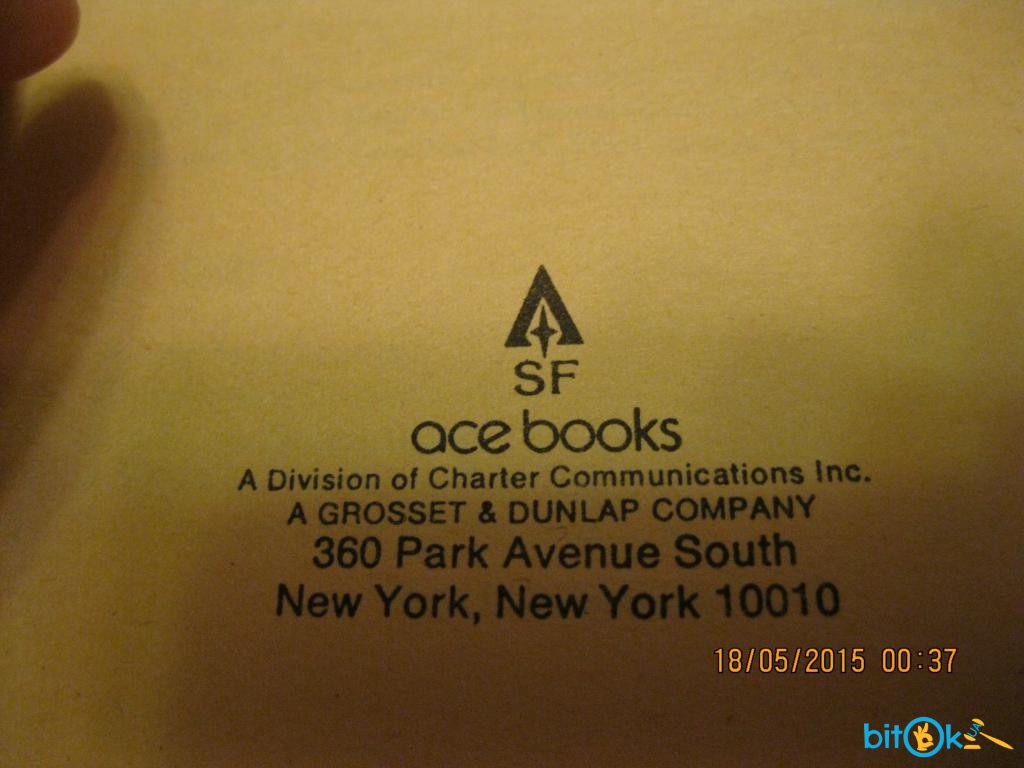 SF
ace books
A Division of Charter Communications Inc.
A GROSSET & DUNLAP COMPANY
360 Park Avenue South
New York, New York 10010
18/05/2015 00:37
bitOk UA